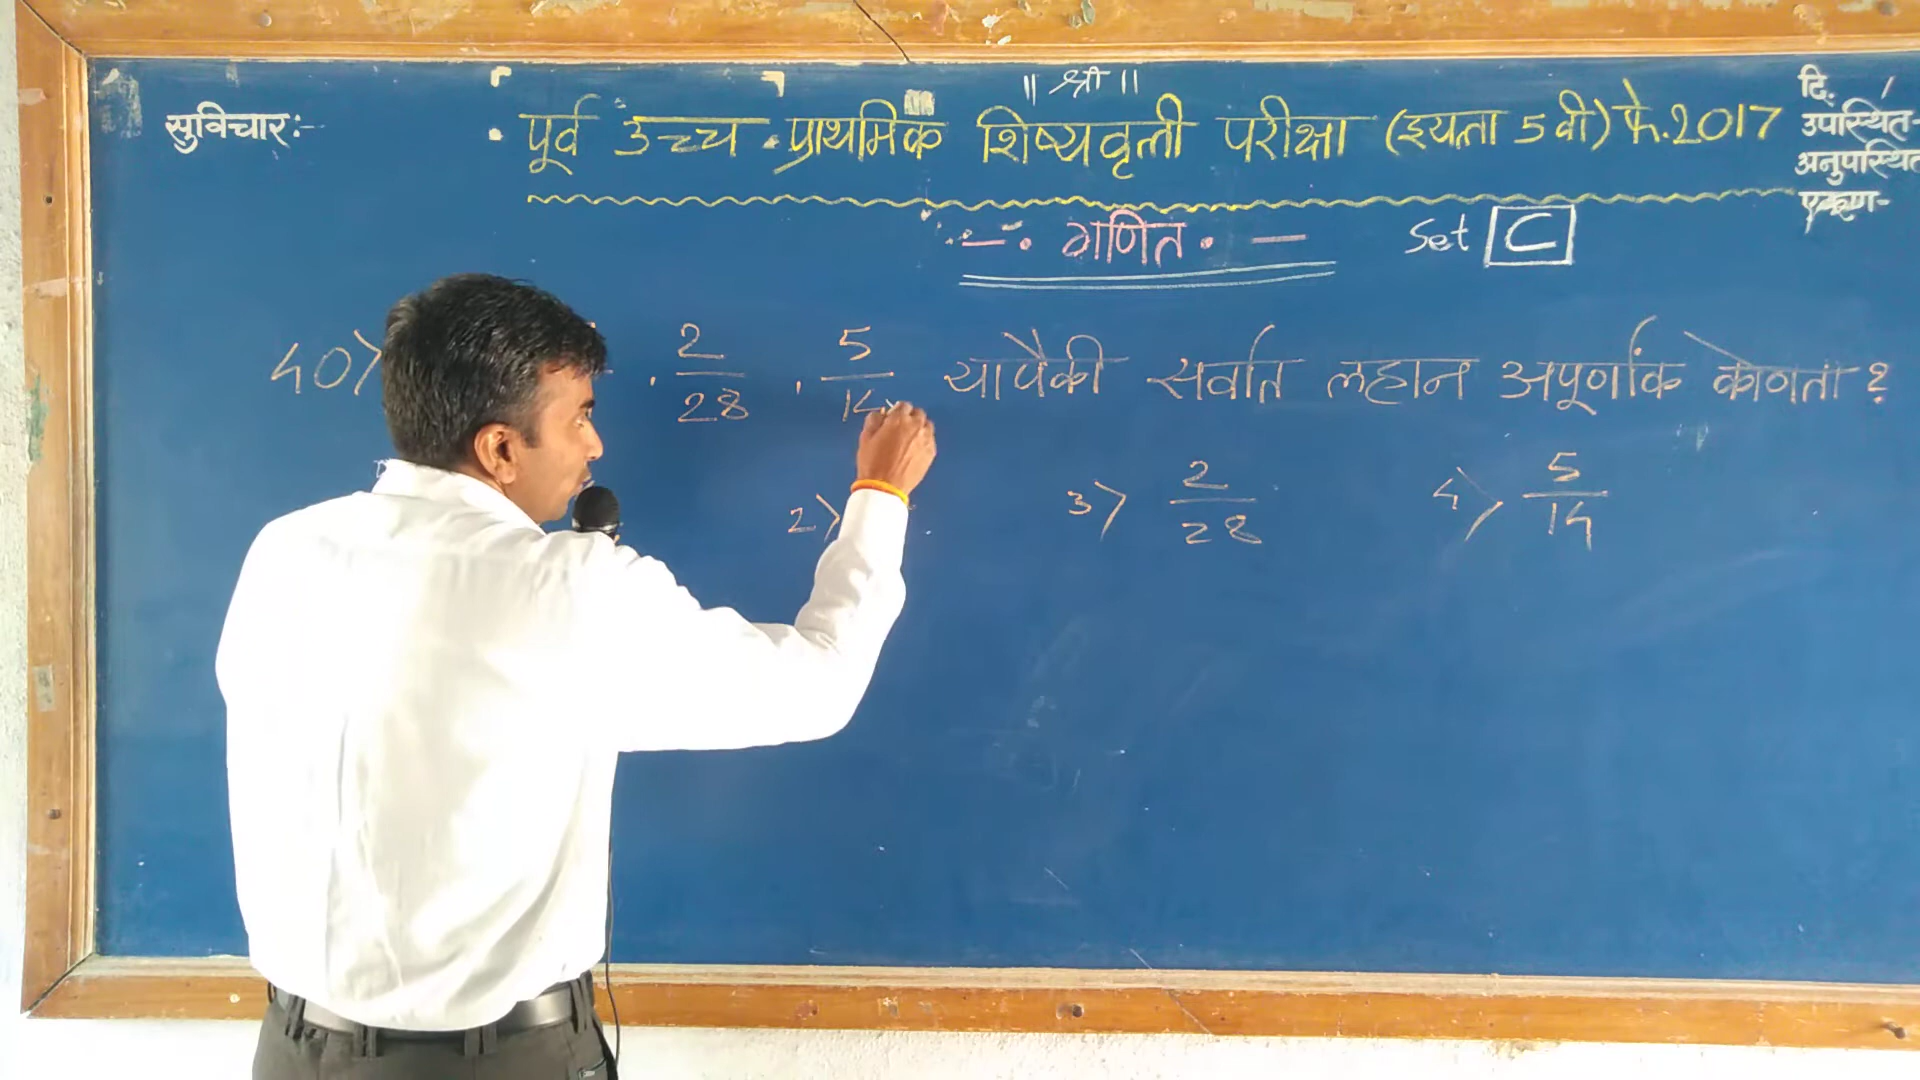 ॥ श्री ॥
सुविचार:-
पूर्व उच्च प्राथमिक शिष्यवृत्ती परीक्षा (इयत्ता 5 वी) फे. 2017
दि. /
उपस्थित-
अनुपस्थित
एकूण-
-. गणित. -
Set C
40) . 2/28 . 5/14 यापैकी सर्वात लहान अपूर्णांक कोणता ?
2) 3) 2/28 4) 5/14